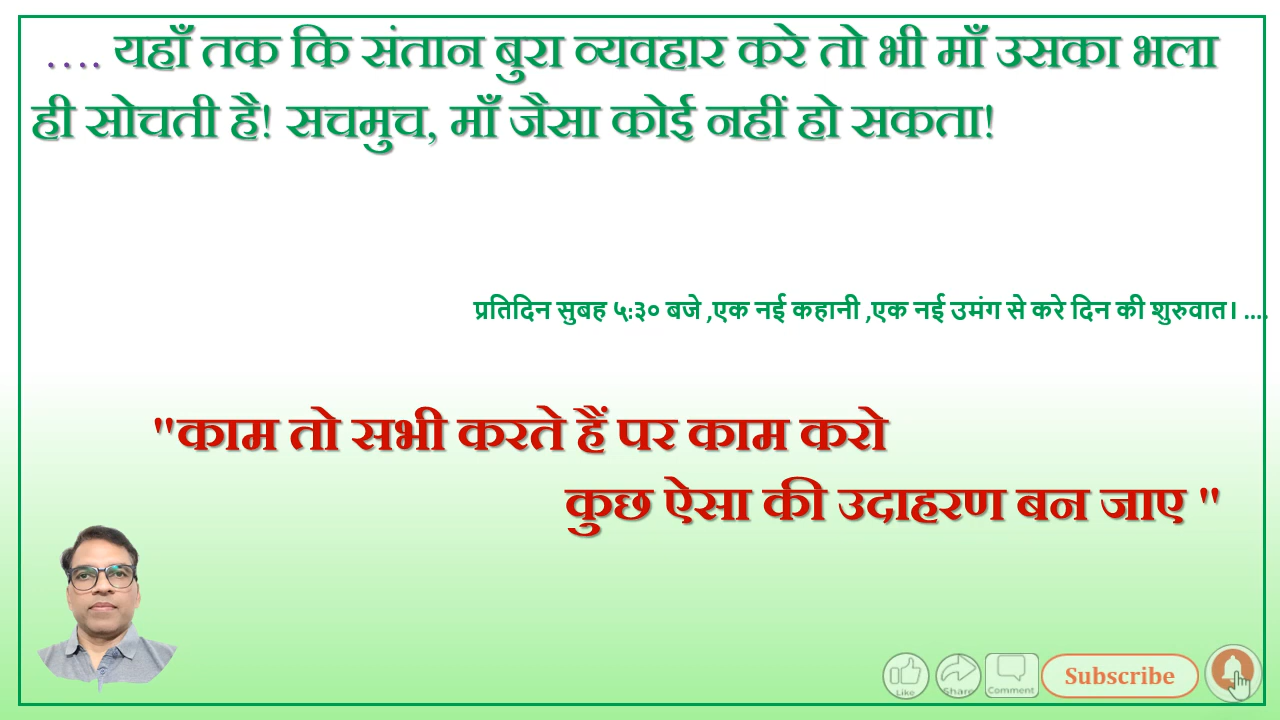 …. यहाँ तक कि संतान बुरा व्यवहार करे तो भी माँ उसका भला
ही सोचती है! सचमुच, माँ जैसा कोई नहीं हो सकता!
प्रतिदिन सुबह ५:३० बजे ,एक नई कहानी ,एक नई उमंग से करे दिन की शुरुवात। ....
"काम तो सभी करते हैं पर काम करो
कुछ ऐसा की उदाहरण बन जाए "
Like Share Comment Subscribe